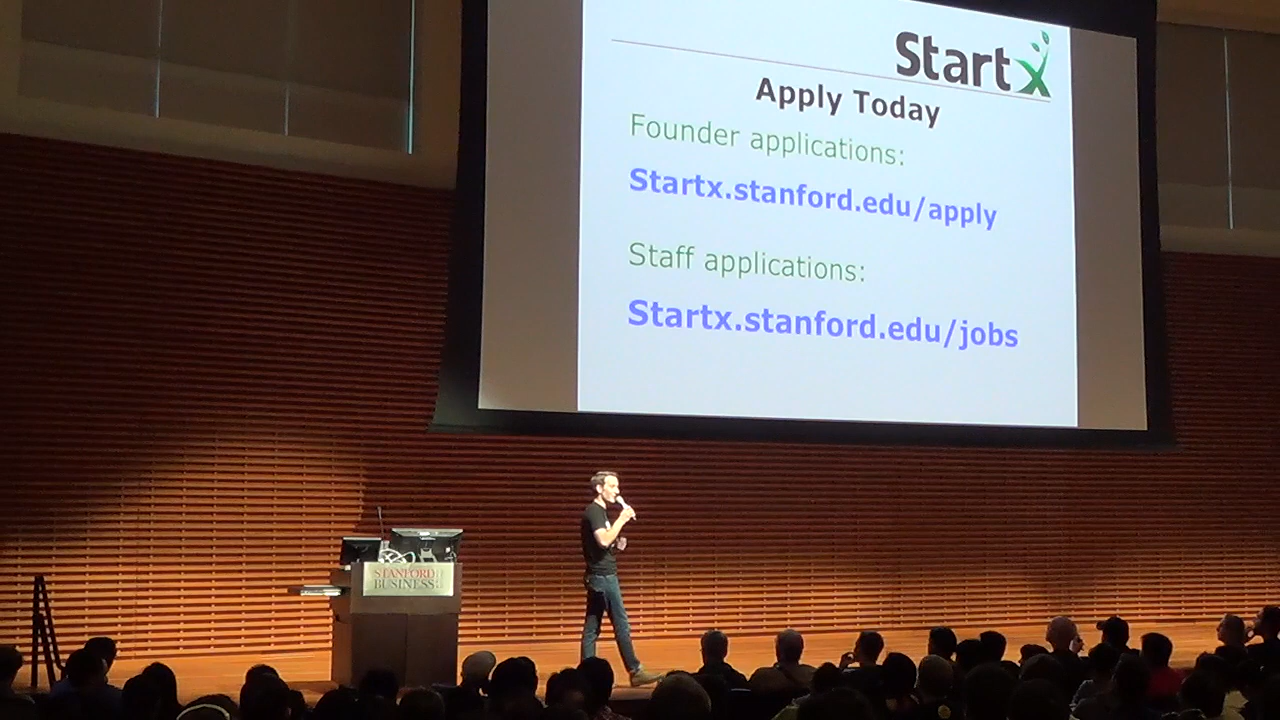 Startx
Apply Today
Founder applications:
Startx.stanford.edu/apply
Staff applications:
Startx.stanford.edu/jobs
STANFORD
BUSINESS